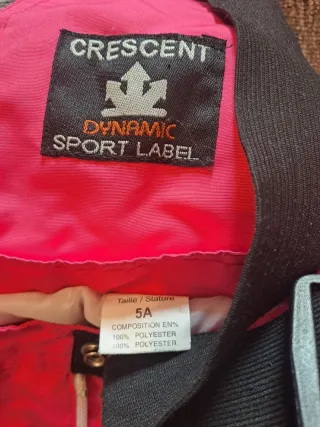 CRESCENT
DYNAMIC
SPORT LABEL
Taille / Stature
5A
COMPOSITION EN%
100% POLYESTER
100% POLYESTER